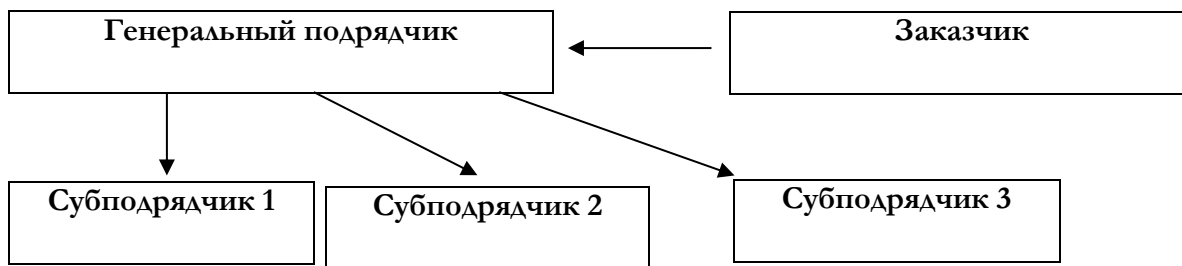 Генеральный подрядчик
Заказчик
Субподрядчик 1
Субподрядчик 2
Субподрядчик 3